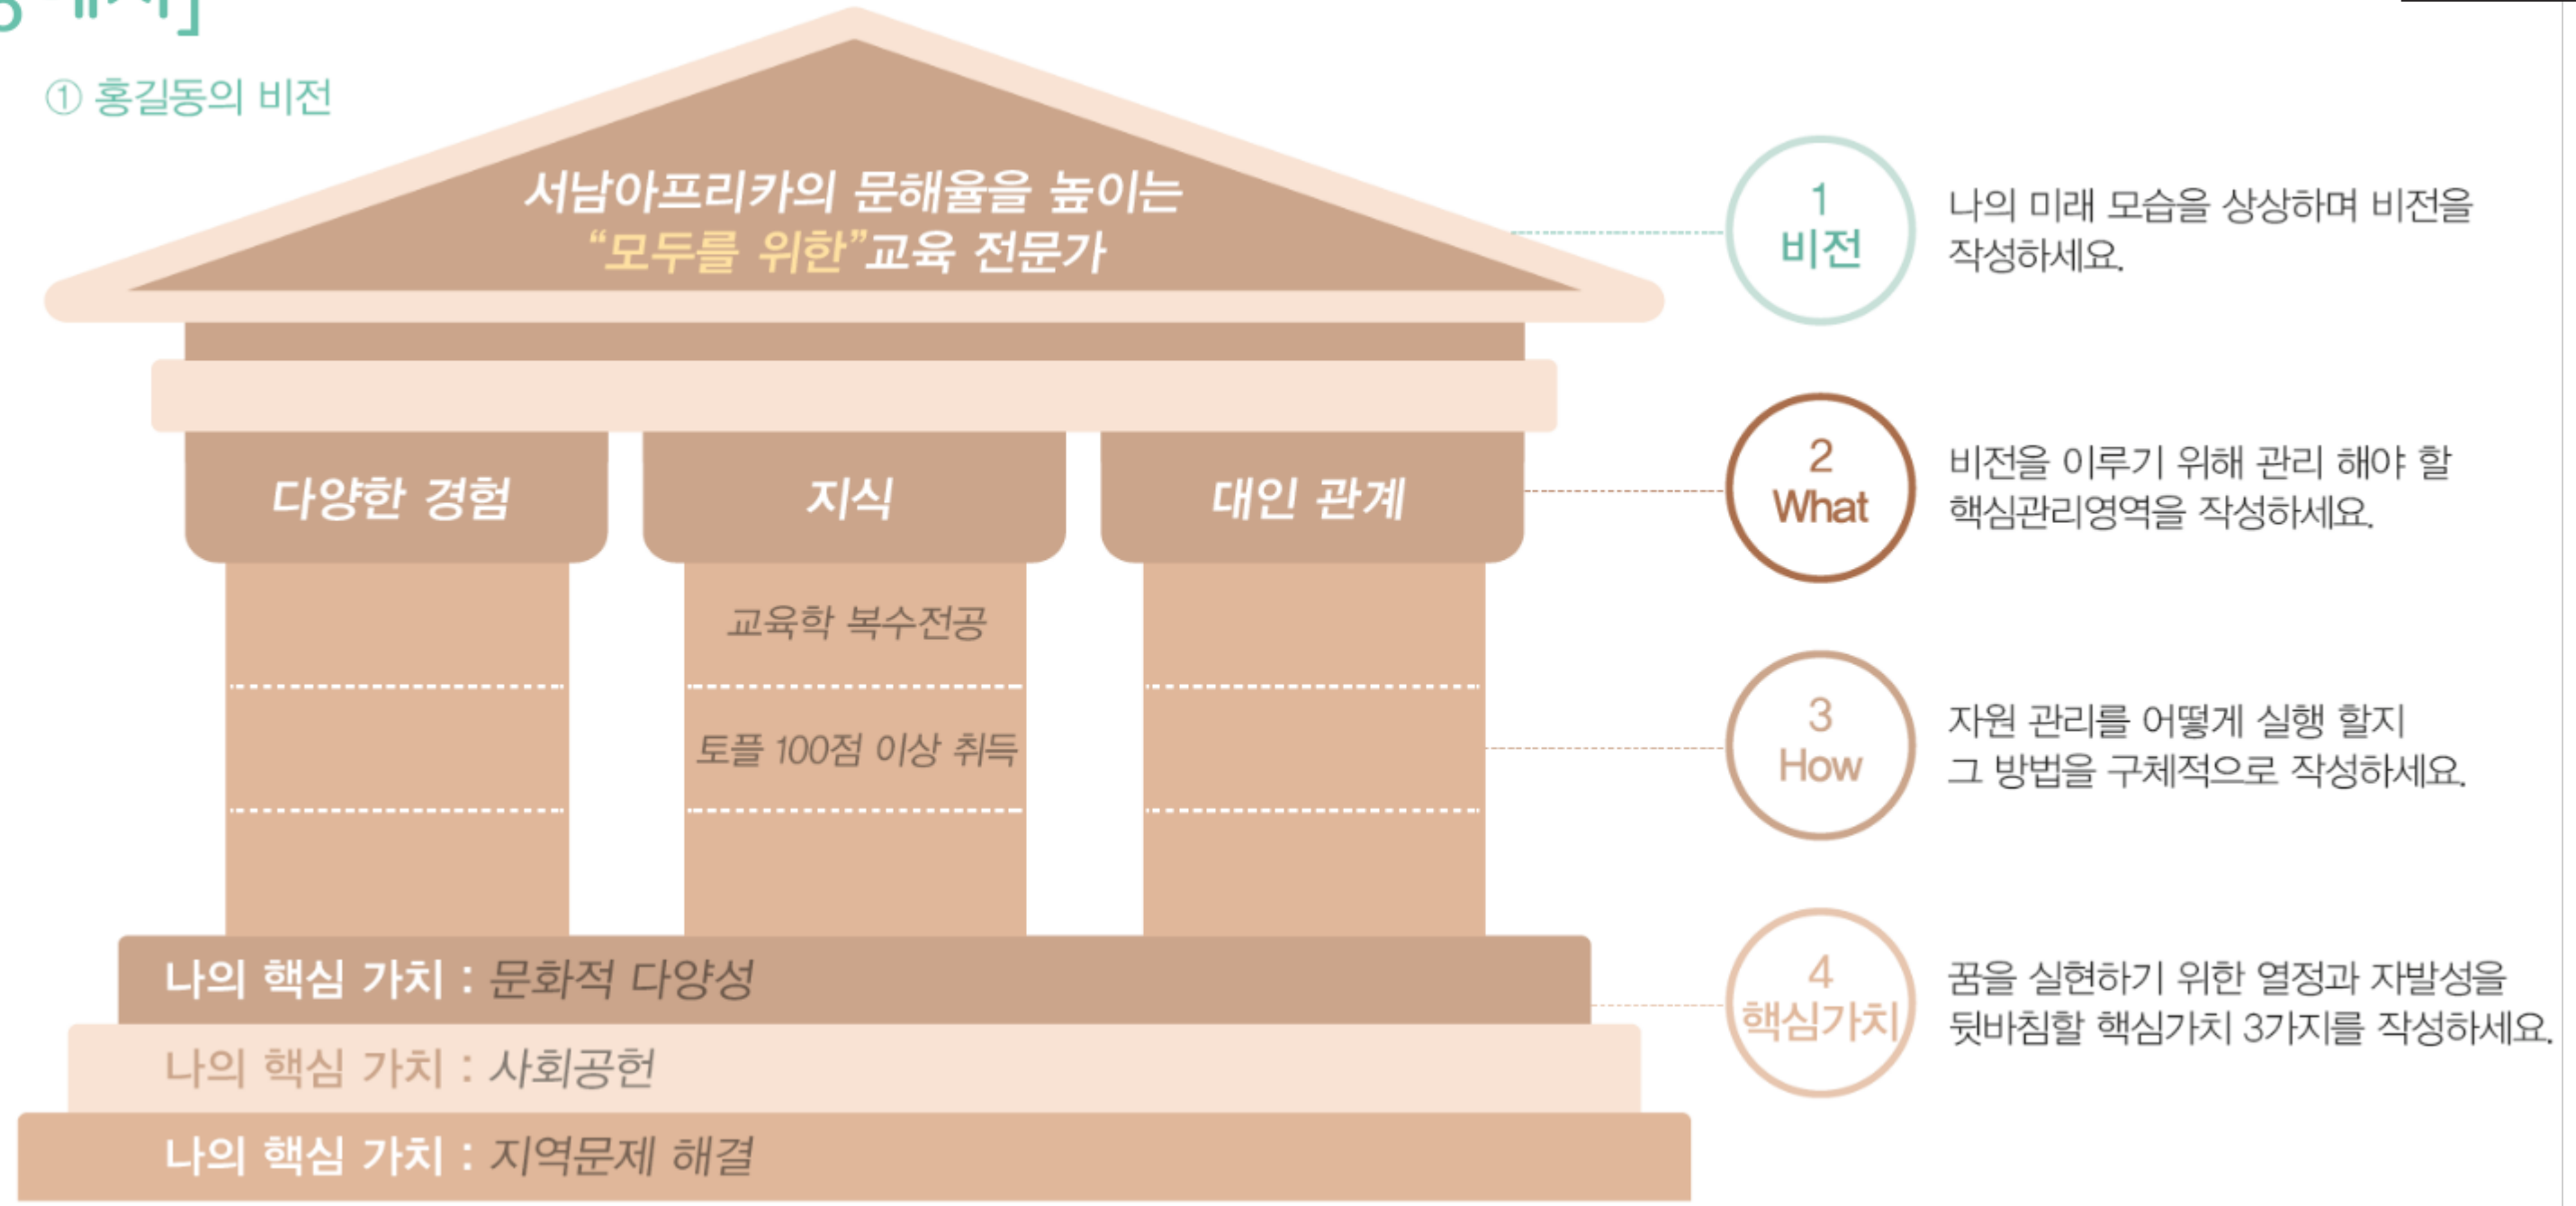 ① 홍길동의 비전
서남아프리카의 문해율을 높이는
“모두를 위한”교육 전문가
다양한 경험
지식
대인 관계
교육학 복수전공
토플 100점 이상 취득
나의 핵심 가치 : 문화적 다양성
나의 핵심 가치 : 사회공헌
나의 핵심 가치 : 지역문제 해결
1
비전
나의 미래 모습을 상상하며 비전을
작성하세요.
2
What
비전을 이루기 위해 관리 해야 할
핵심관리영역을 작성하세요.
3
How
자원 관리를 어떻게 실행 할지
그 방법을 구체적으로 작성하세요.
4
핵심가치
꿈을 실현하기 위한 열정과 자발성을
뒷바침할 핵심가치 3가지를 작성하세요.